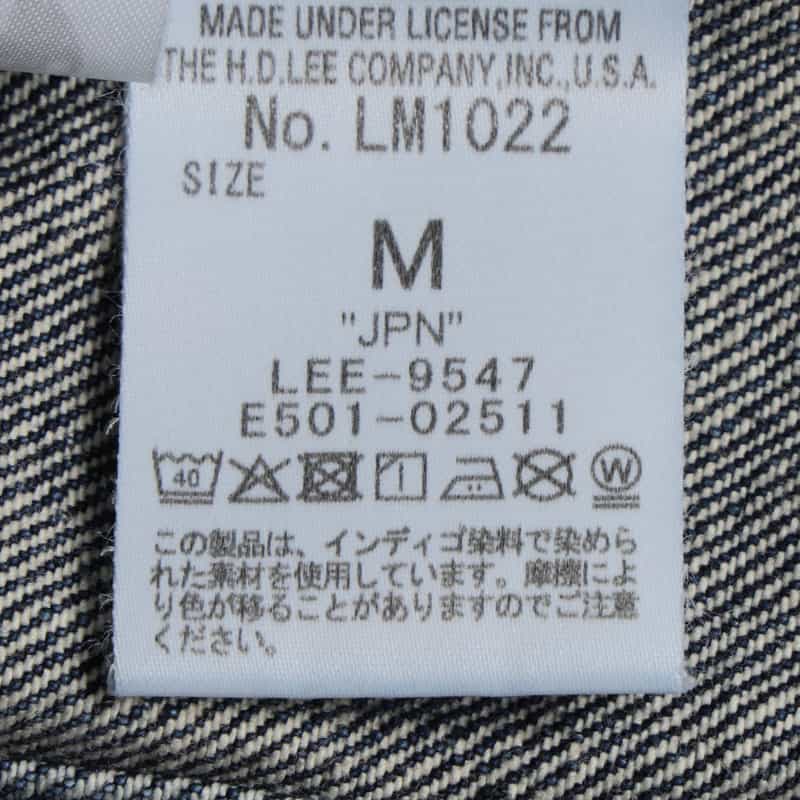 MADE UNDER LICENSE FROM
THE H.D.LEE COMPANY,INC.,U.S.A.
No. LM1022
SIZE
M
"JPN"
LEE-9547
E501-02511
40
W
この製品は、インディゴ染料で染めら
れた素材を使用しています。摩擦によ
り色が移ることがありますのでご注意
ください。